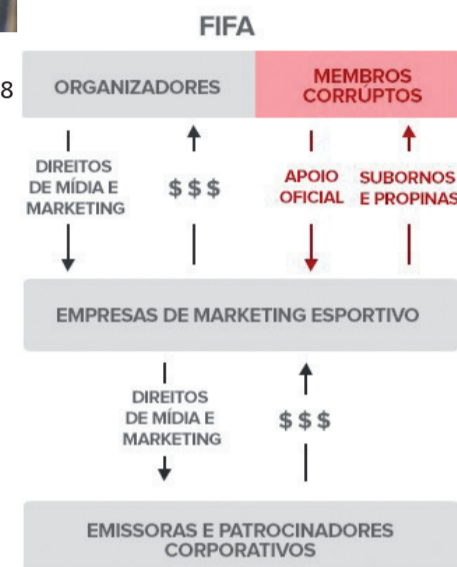 FIFA
8
ORGANIZADORES
MEMBROS
CORRÚPTOS
DIREITOS
DE MÍDIA E
MARKETING
$ $ $
APOIO
OFICIAL
SUBORNOS
E PROPINAS
EMPRESAS DE MARKETING ESPORTIVO
DIREITOS
DE MÍDIA E
MARKETING
$ $ $
EMISSORAS E PATROCINADORES
CORPORATIVOS